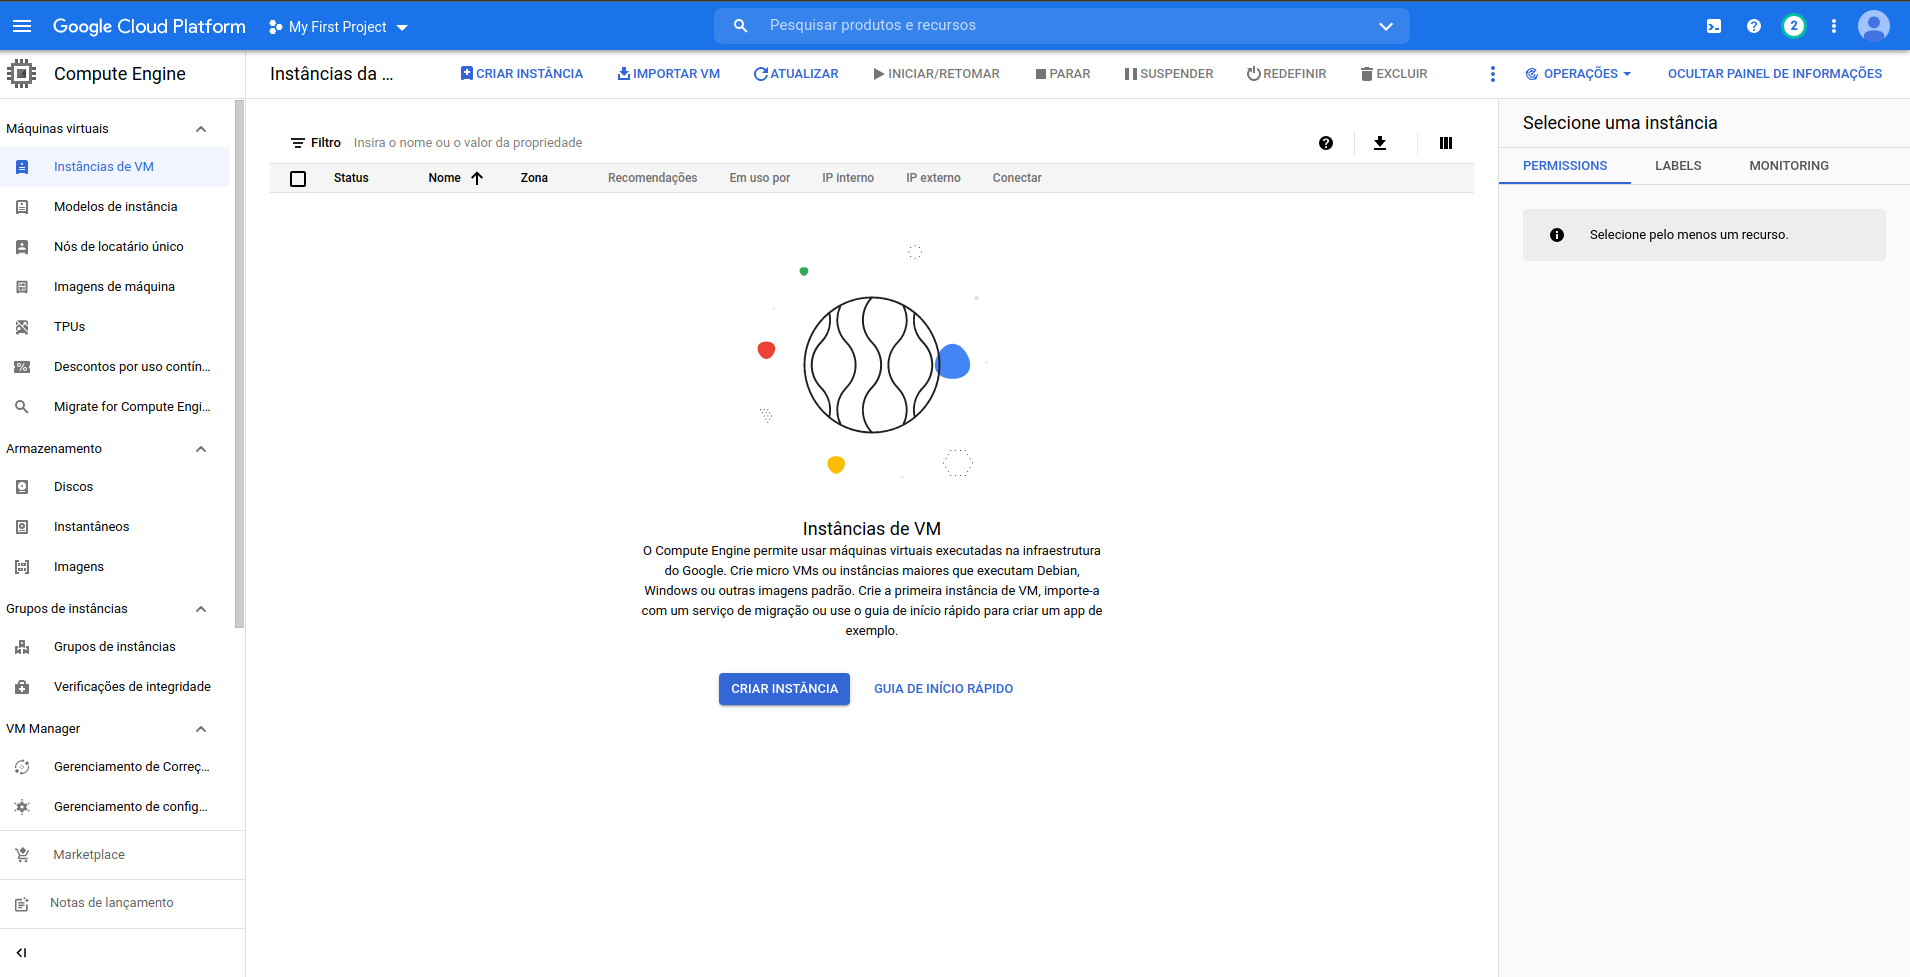 Google Cloud Platform
My First Project
Pesquisar produtos e recursos
2
Compute Engine
Instâncias da ...
CRIAR INSTÂNCIA
IMPORTAR VM
ATUALIZAR
INICIAR/RETOMAR
PARAR
SUSPENDER
REDEFINIR
EXCLUIR
OPERAÇÕES
OCULTAR PAINEL DE INFORMAÇÕES
Máquinas virtuais
Instâncias de VM
Modelos de instância
Nós de locatário único
Imagens de máquina
TPUs
Descontos por uso contín...
Migrate for Compute Engi...
Armazenamento
Discos
Instantâneos
Imagens
Grupos de instâncias
Grupos de instâncias
Verificações de integridade
VM Manager
Gerenciamento de Correç...
Gerenciamento de config...
Marketplace
Notas de lançamento
Filtro
Insira o nome ou o valor da propriedade
Status
Nome
Zona
Recomendações
Em uso por
IP interno
IP externo
Conectar
Instâncias de VM
O Compute Engine permite usar máquinas virtuais executadas na infraestrutura
do Google. Crie micro VMs ou instâncias maiores que executam Debian,
Windows ou outras imagens padrão. Crie a primeira instância de VM, importe-a
com um serviço de migração ou use o guia de início rápido para criar um app de
exemplo.
CRIAR INSTÂNCIA
GUIA DE INÍCIO RÁPIDO
Selecione uma instância
PERMISSIONS
LABELS
MONITORING
Selecione pelo menos um recurso.